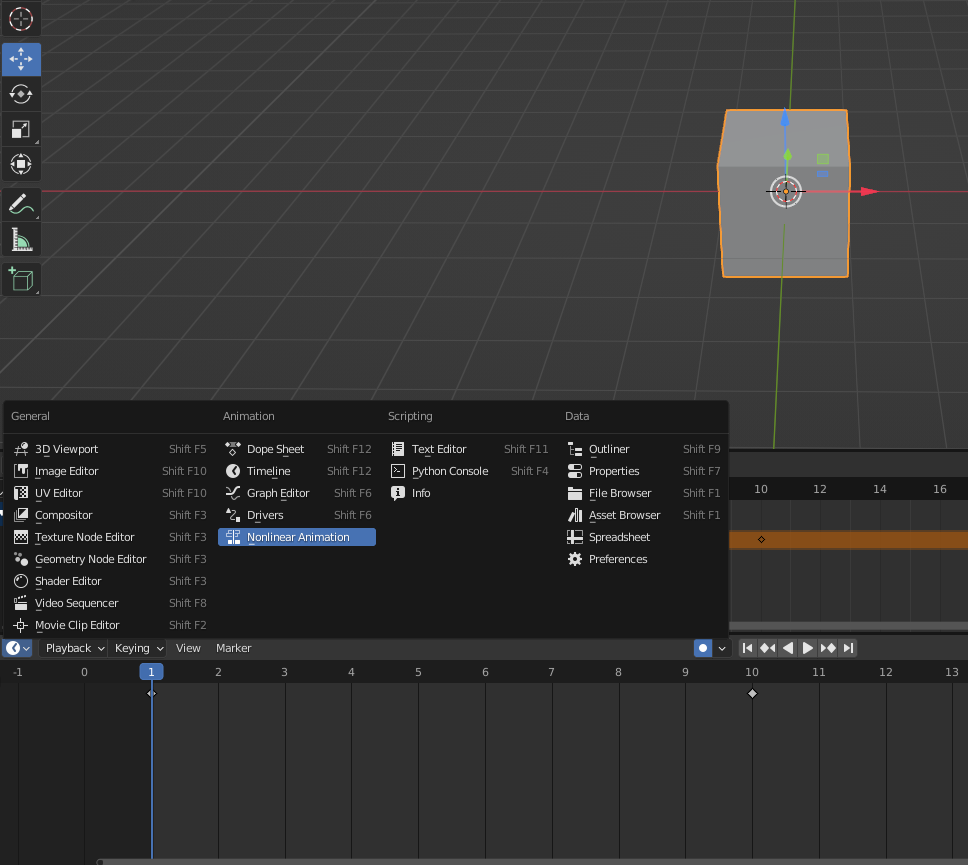 General Animation Scripting Data
3D Viewport Shift F5 Dope Sheet Shift F12 Text Editor Shift F11 Outliner Shift F9
Image Editor Shift F10 Timeline Shift F12 Python Console Shift F4 Properties Shift F7
UV Editor Shift F10 Graph Editor Shift F6 Info File Browser Shift F1
Compositor Shift F3 Drivers Shift F6 Asset Browser Shift F1
Texture Node Editor Shift F3 Nonlinear Animation Spreadsheet
Geometry Node Editor Shift F3 Preferences
Shader Editor Shift F3
Video Sequencer Shift F8
Movie Clip Editor Shift F2
10 12 14 16
Playback Keying View Marker
-1 0 1 2 3 4 5 6 7 8 9 10 11 12 13